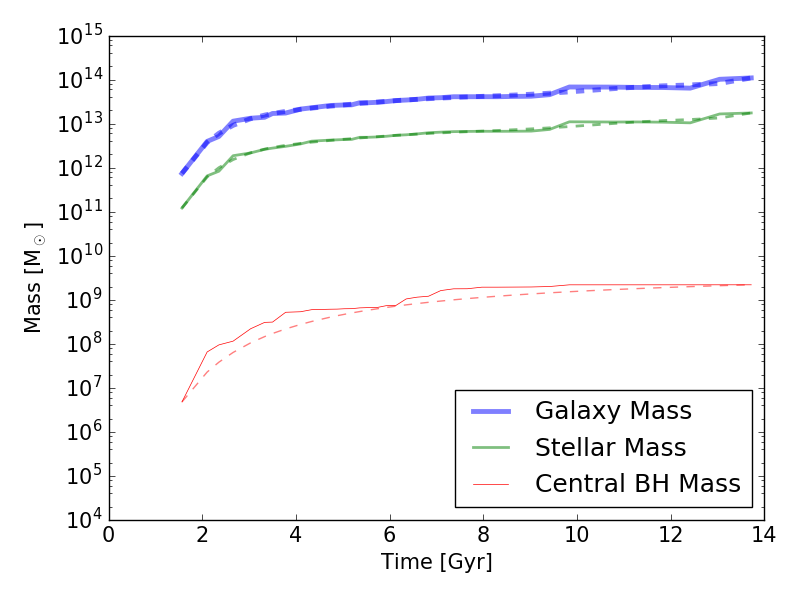 10^15
10^14
10^13
10^12
10^11
10^10
10^9
10^8
10^7
10^6
10^5
10^4
Mass [M_⊙]
Galaxy Mass
Stellar Mass
Central BH Mass
0 2 4 6 8 10 12 14
Time [Gyr]